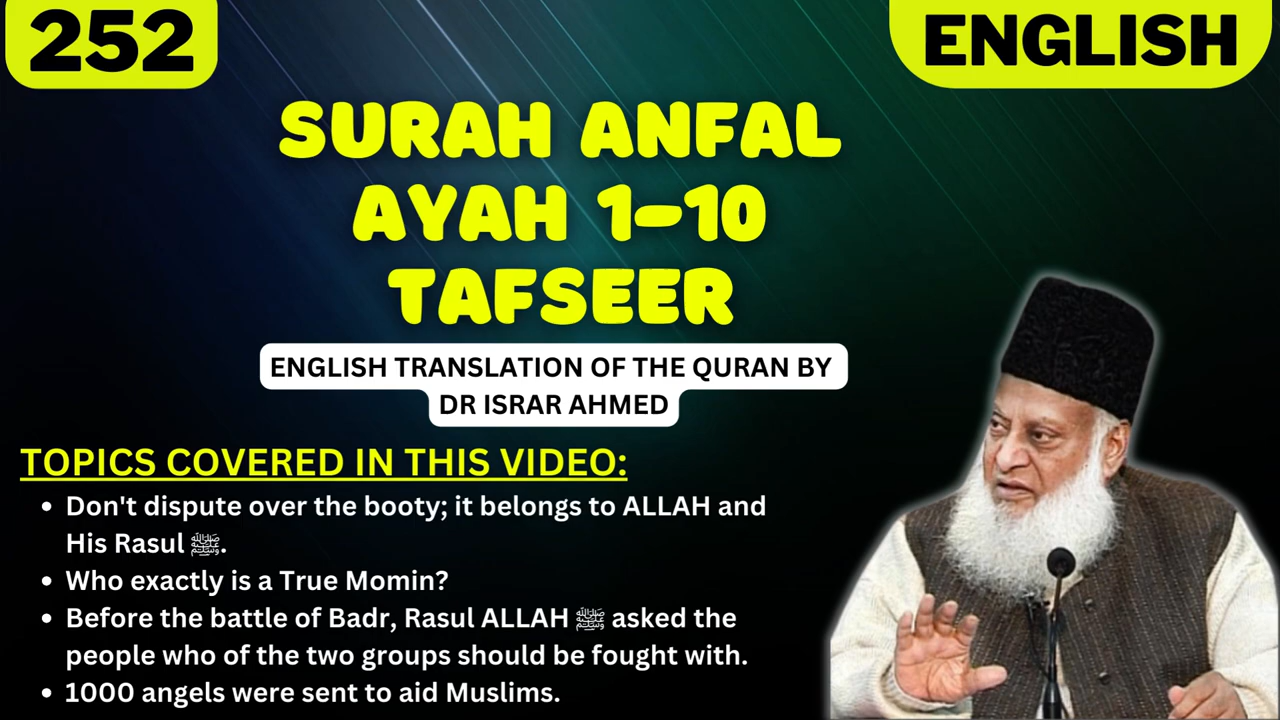 252
ENGLISH
SURAH ANFAL
AYAH 1-10
TAFSEER
ENGLISH TRANSLATION OF THE QURAN BY
DR ISRAR AHMED
TOPICS COVERED IN THIS VIDEO:
• Don't dispute over the booty; it belongs to ALLAH and
His Rasul ﷺ.
• Who exactly is a True Momin?
• Before the battle of Badr, Rasul ALLAH ﷺ asked the
people who of the two groups should be fought with.
• 1000 angels were sent to aid Muslims.